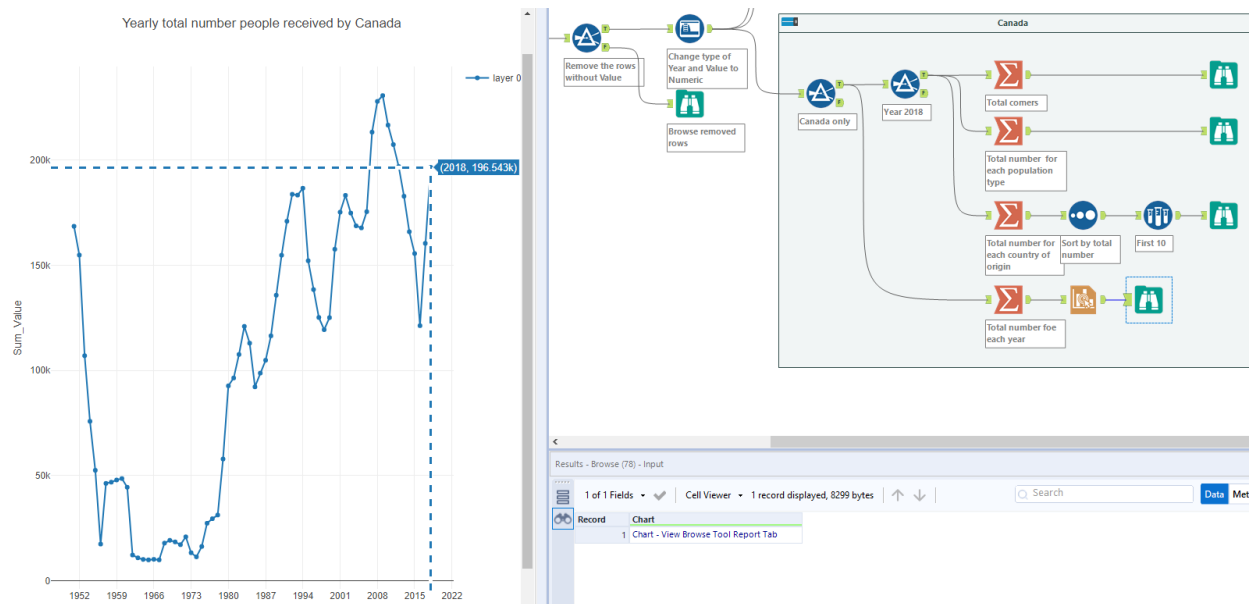 Yearly total number people received by Canada
layer 0
Sum_Value
200k
150k
100k
50k
0
(2018, 196.543k)
1952 1959 1966 1973 1980 1987 1994 2001 2008 2015 2022
T
F
Remove the rows
without Value
Change type of
Year and Value to
Numeric
Browse removed
rows
Canada
T
F
Canada only
T
F
Year 2018
Total comers
Total number for
each population
type
Total number for
each country of
origin
Sort by total
number
First 10
Total number foe
each year
Results - Browse (78) - Input
1 of 1 Fields
Cell Viewer
1 record displayed, 8299 bytes
Search
Data
Met
Record Chart
1 Chart - View Browse Tool Report Tab